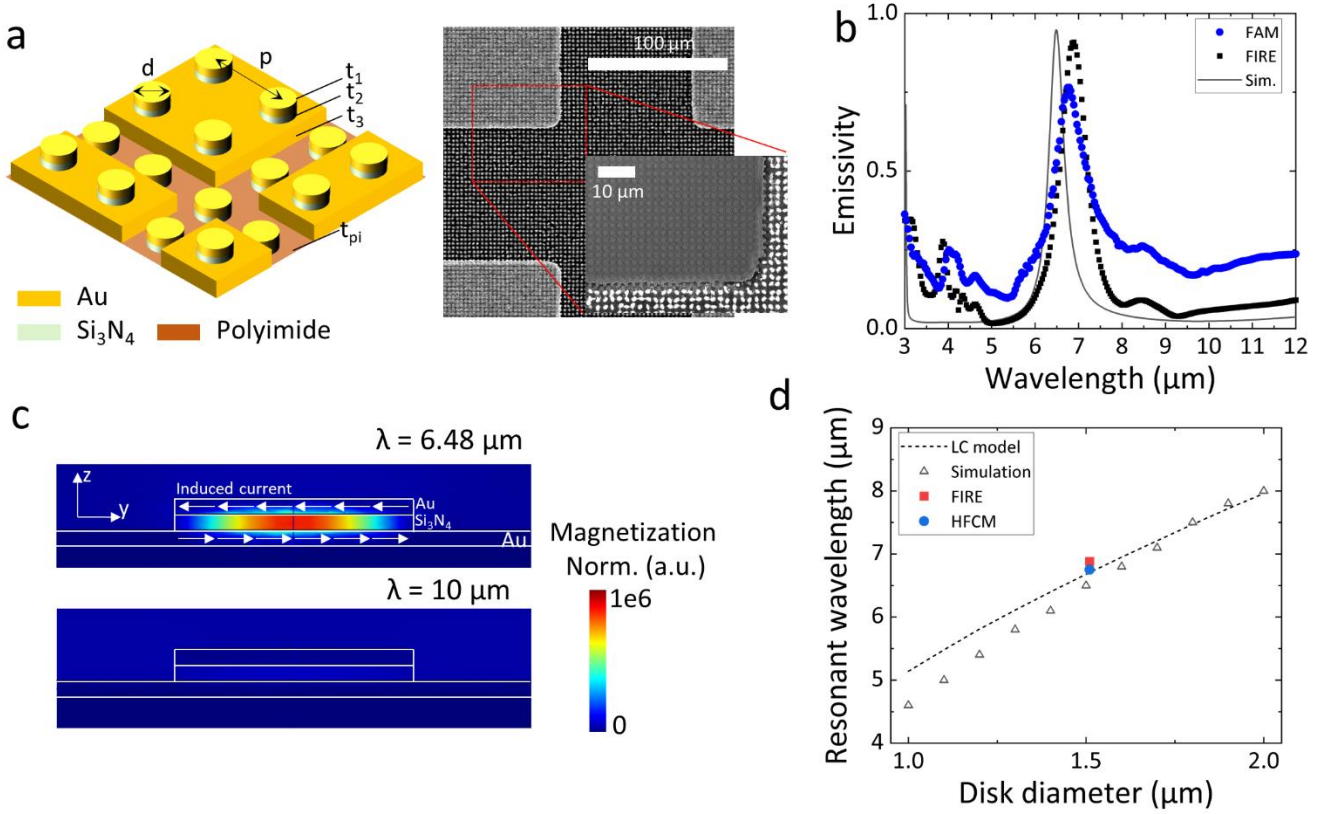 a
d
p
t1
t2
t3
tpi
Au
Si3N4
Polyimide
100 µm
10 µm
b
Emissivity
1.0
0.5
0.0
FAM
FIRE
Sim.
3 4 5 6 7 8 9 10 11 12
Wavelength (µm)
c
λ = 6.48 µm
z
y
Induced current
Au
Si3N4
Au
λ = 10 µm
Magnetization
Norm. (a.u.)
1e6
0
d
Resonant wavelength (µm)
9
8
7
6
5
4
LC model
Simulation
FIRE
HFCM
1.0 1.5 2.0
Disk diameter (µm)